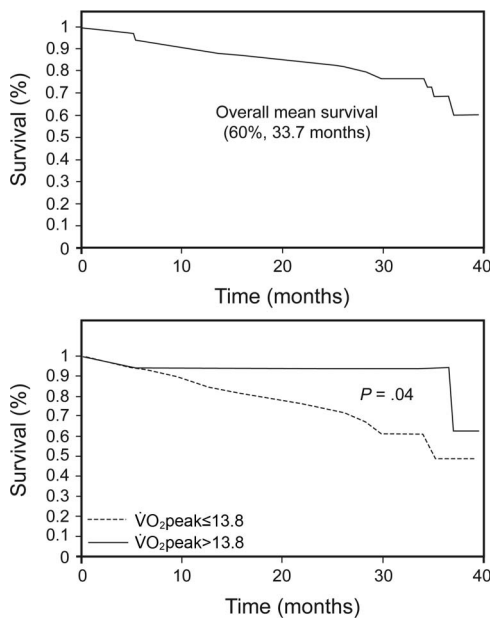 Survival (%)
1
0.9
0.8
0.7
0.6
0.5
0.4
0.3
0.2
0.1
0
Overall mean survival
(60%, 33.7 months)
0 10 20 30 40
Time (months)
Survival (%)
1
0.9
0.8
0.7
0.6
0.5
0.4
0.3
0.2
0.1
0
P = .04
V̇O₂peak≤13.8
V̇O₂peak>13.8
0 10 20 30 40
Time (months)